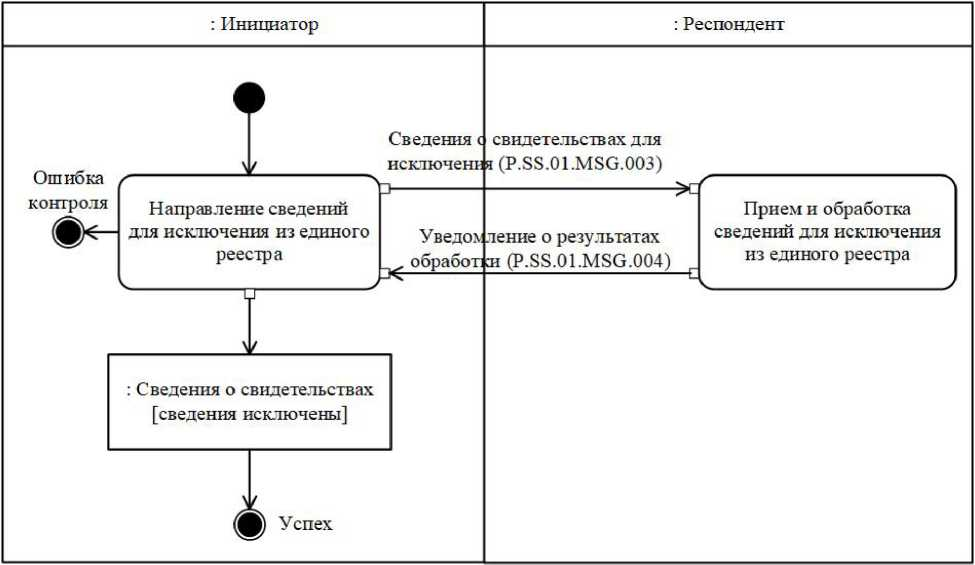 : Инициатор
: Респондент
Сведения о свидетельствах для
исключения (P.SS.01.MSG.003)
Ошибка
контроля
Направление сведений
для исключения из единого
реестра
Прием и обработка
сведений для исключения
из единого реестра
Уведомление о результатах
обработки (P.SS.01.MSG.004)
: Сведения о свидетельствах
[сведения исключены]
Успех